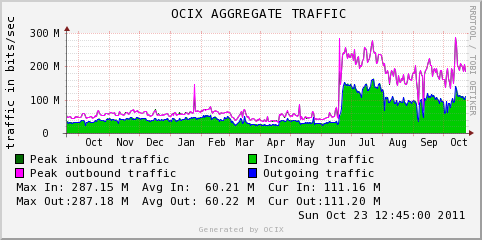 OCIX AGGREGATE TRAFFIC
RRDTOOL / TOBI OETIKER
traffic in bits/sec
300 M
200 M
100 M
0
Oct Nov Dec Jan Feb Mar Apr May Jun Jul Aug Sep Oct
Peak inbound traffic Incoming traffic
Peak outbound traffic Outgoing traffic
Max In: 287.15 M Avg In: 60.21 M Cur In: 111.16 M
Max Out:287.18 M Avg Out: 60.22 M Cur Out:111.20 M
Sun Oct 23 12:45:00 2011
Generated by OCIX